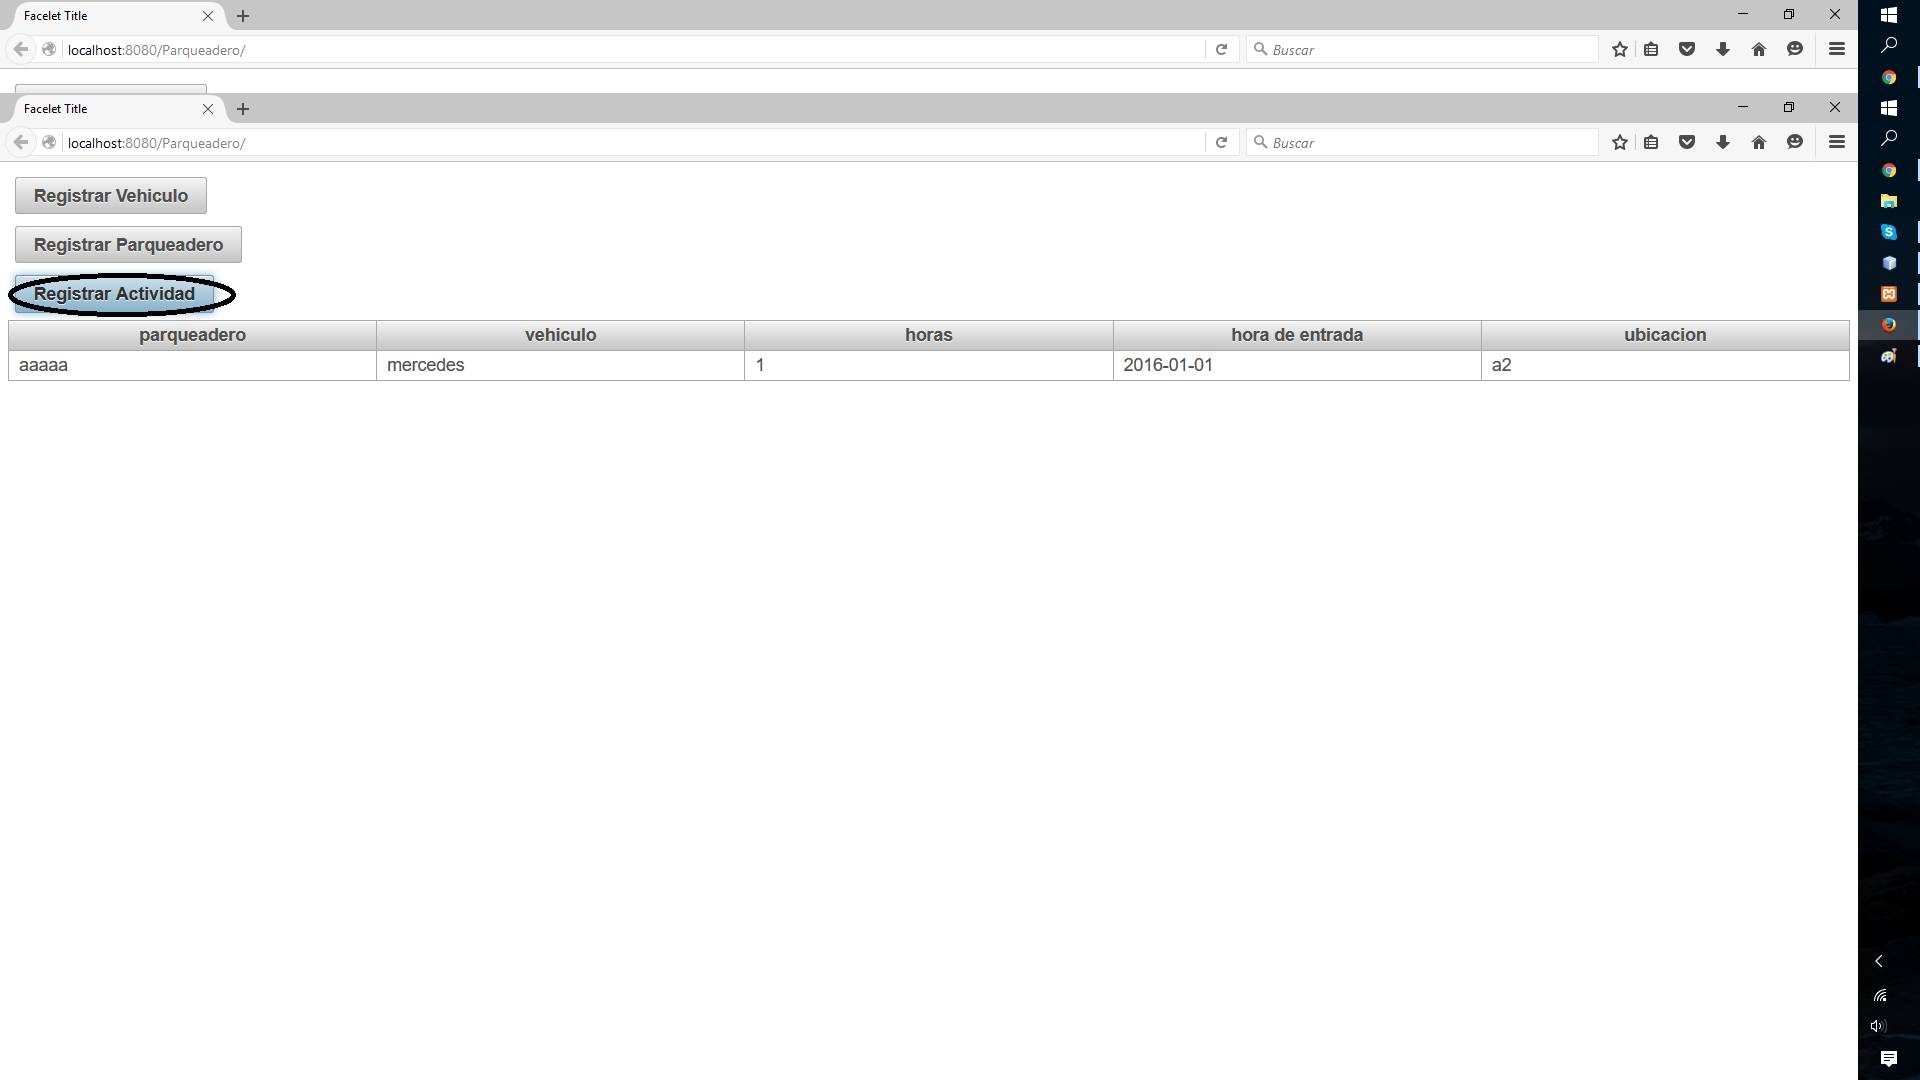 Facelet Title
localhost:8080/Parqueadero/
Buscar
Facelet Title
localhost:8080/Parqueadero/
Buscar
Registrar Vehiculo
Registrar Parqueadero
Registrar Actividad
parqueadero vehiculo horas hora de entrada ubicacion
aaaaa mercedes 1 2016-01-01 a2